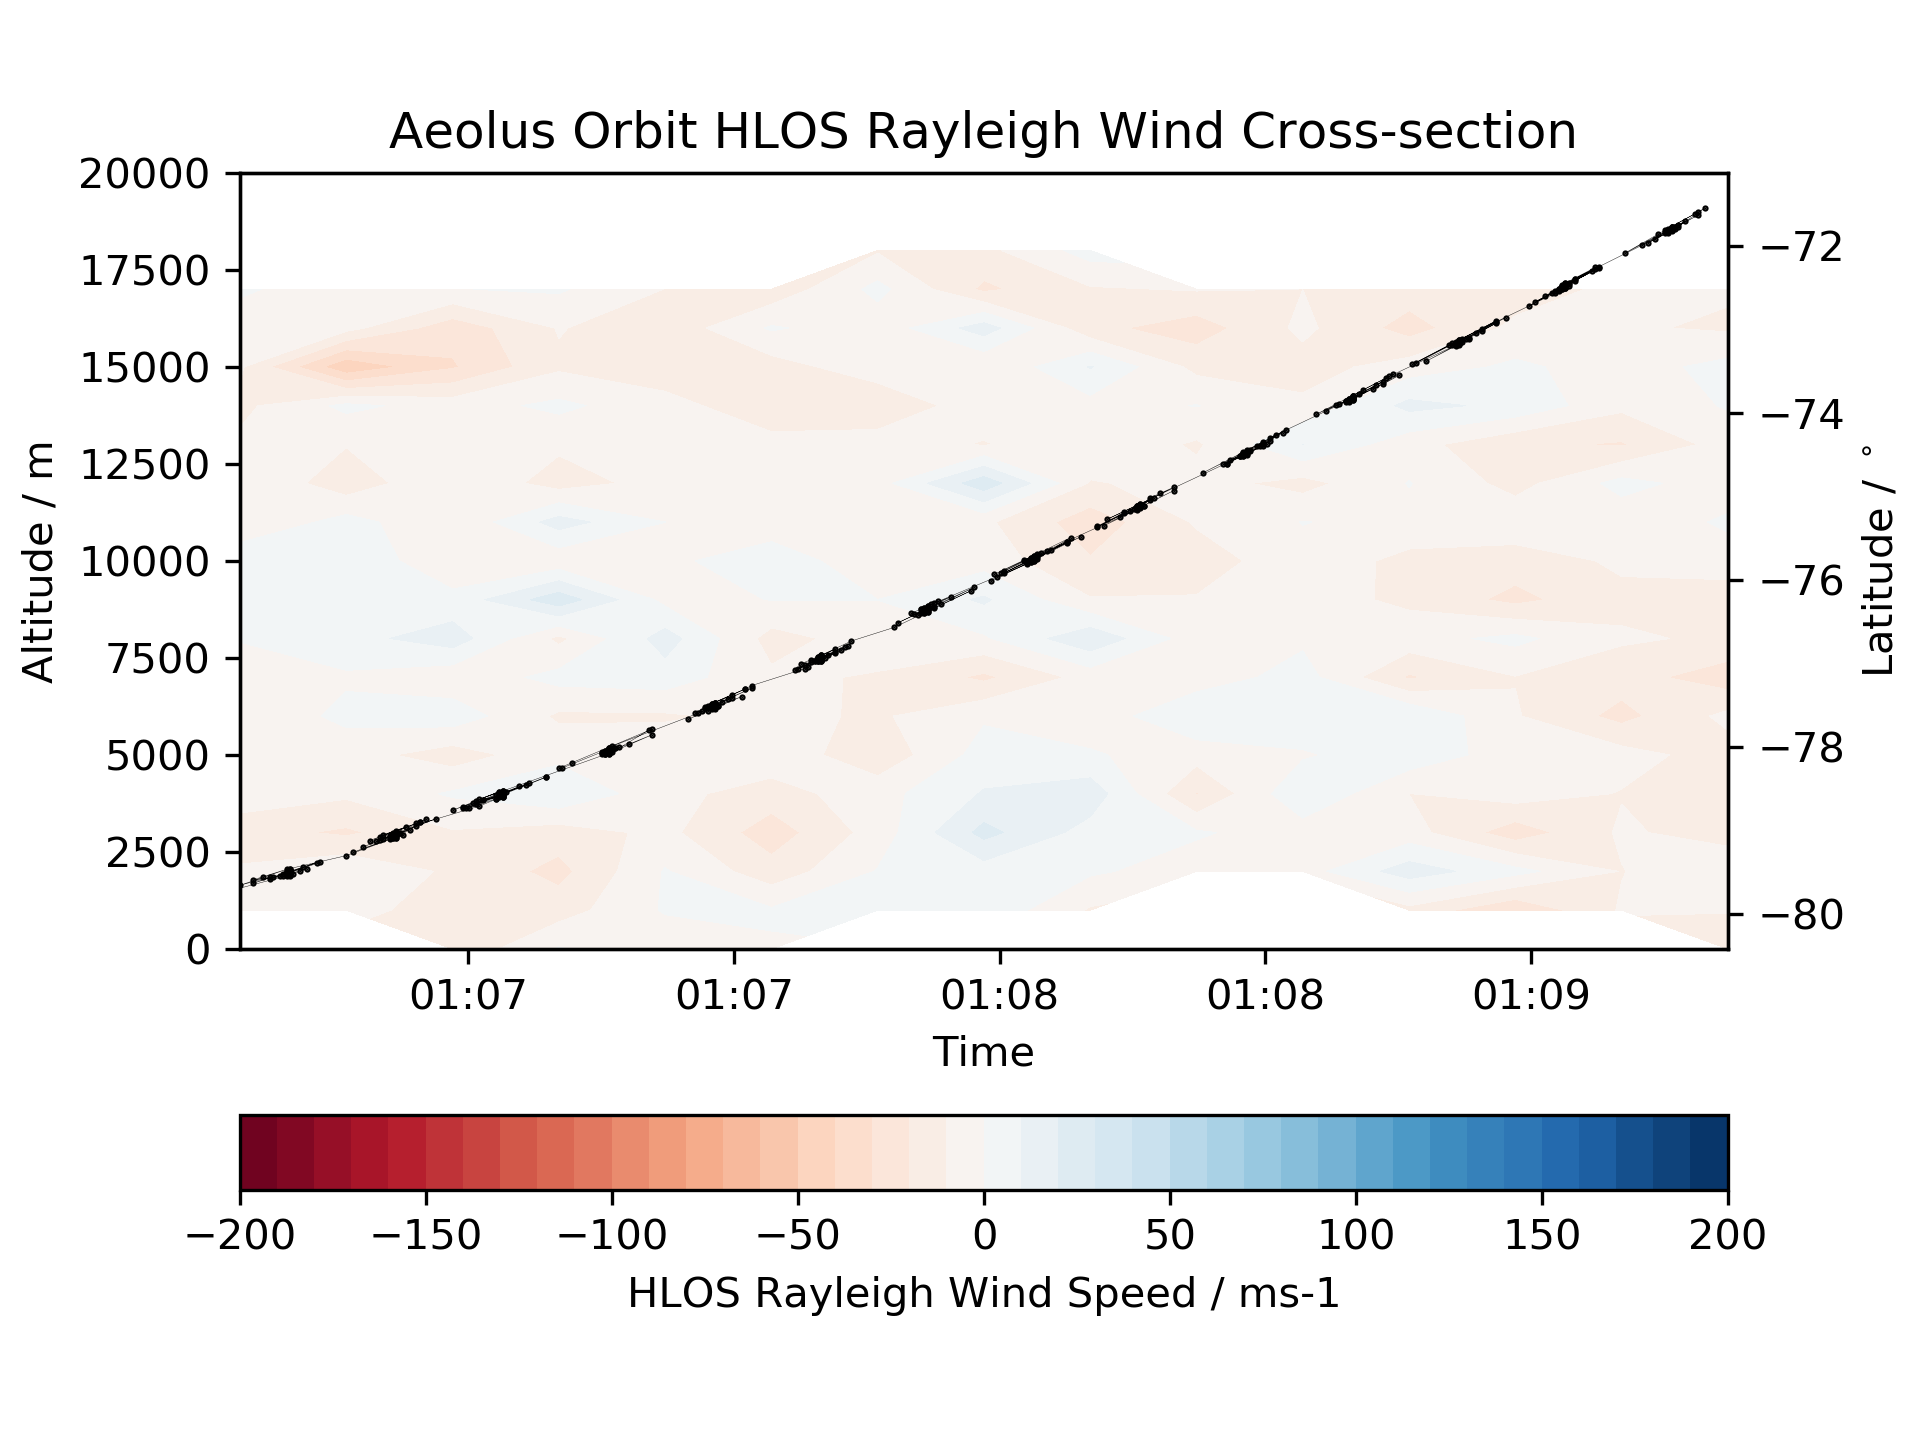 Aeolus Orbit HLOS Rayleigh Wind Cross-section
20000
17500
15000
12500
10000
7500
5000
2500
0
Altitude / m
−72
−74
−76
−78
−80
Latitude / °
01:07 01:07 01:08 01:08 01:09
Time
−200 −150 −100 −50 0 50 100 150 200
HLOS Rayleigh Wind Speed / ms-1